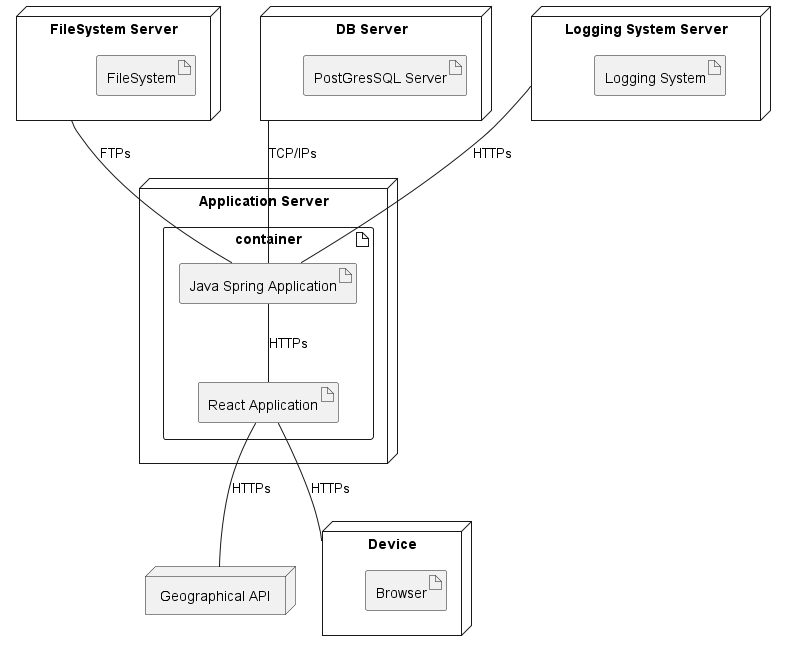 FileSystem Server
DB Server
Logging System Server
FileSystem
PostGresSQL Server
Logging System
FTPs
TCP/IPs
HTTPs
Application Server
container
Java Spring Application
HTTPs
React Application
HTTPs
HTTPs
Device
Geographical API
Browser